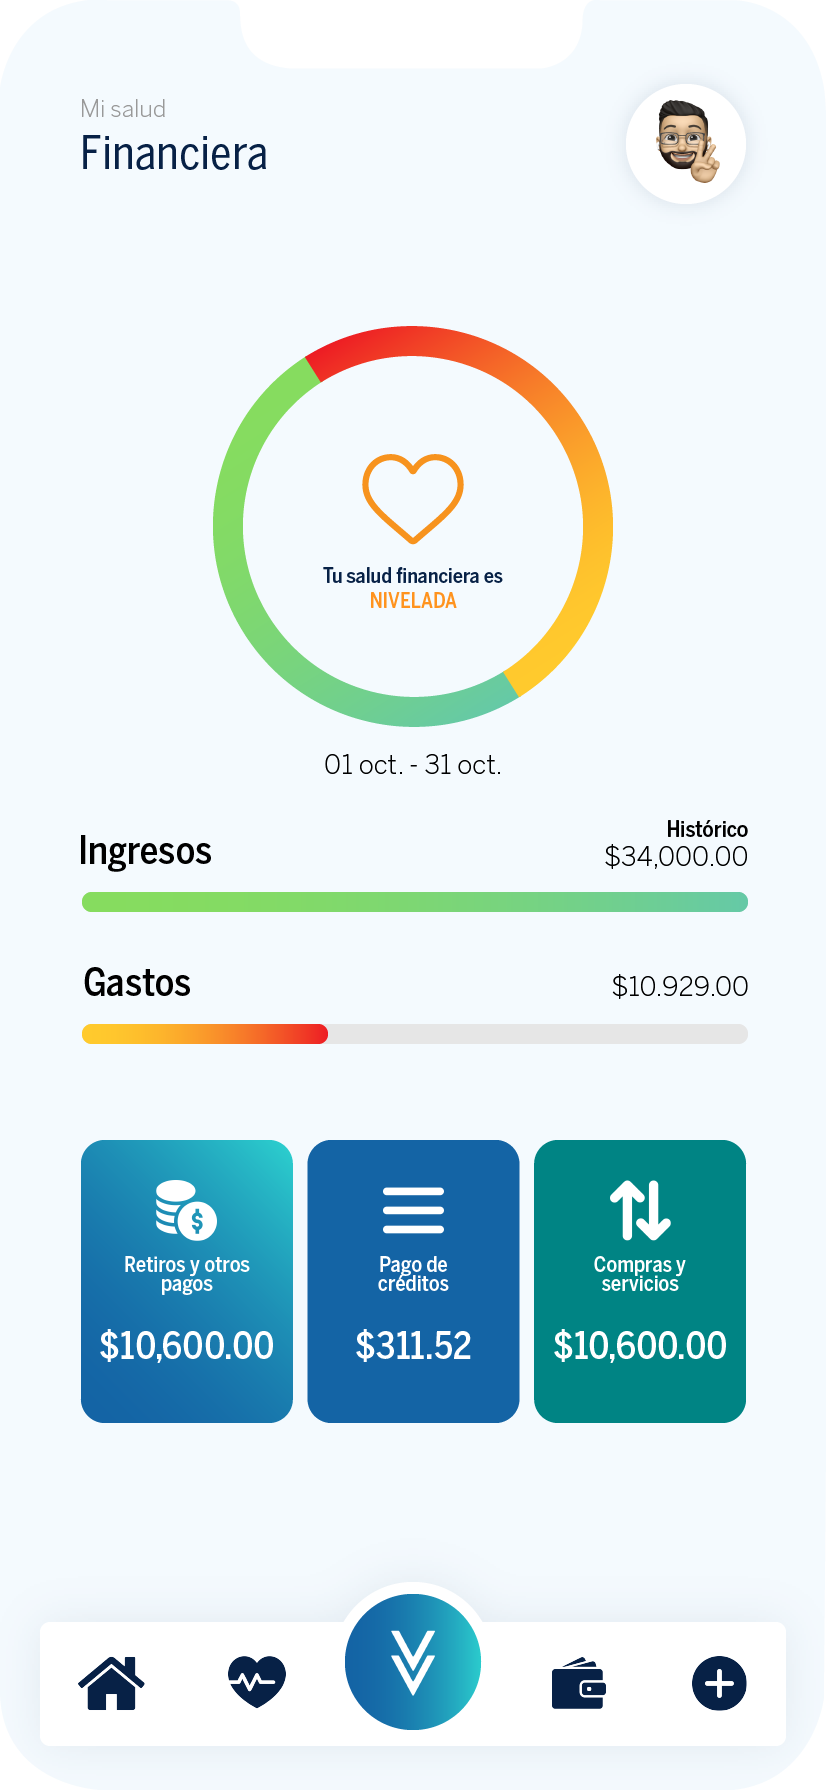 Mi salud
Financiera
Tu salud financiera es
NIVELADA
01 oct. - 31 oct.
Histórico
Ingresos
$34,000.00
Gastos
$10.929.00
Retiros y otros
pagos
$10,600.00
Pago de
créditos
$311.52
Compras y
servicios
$10,600.00